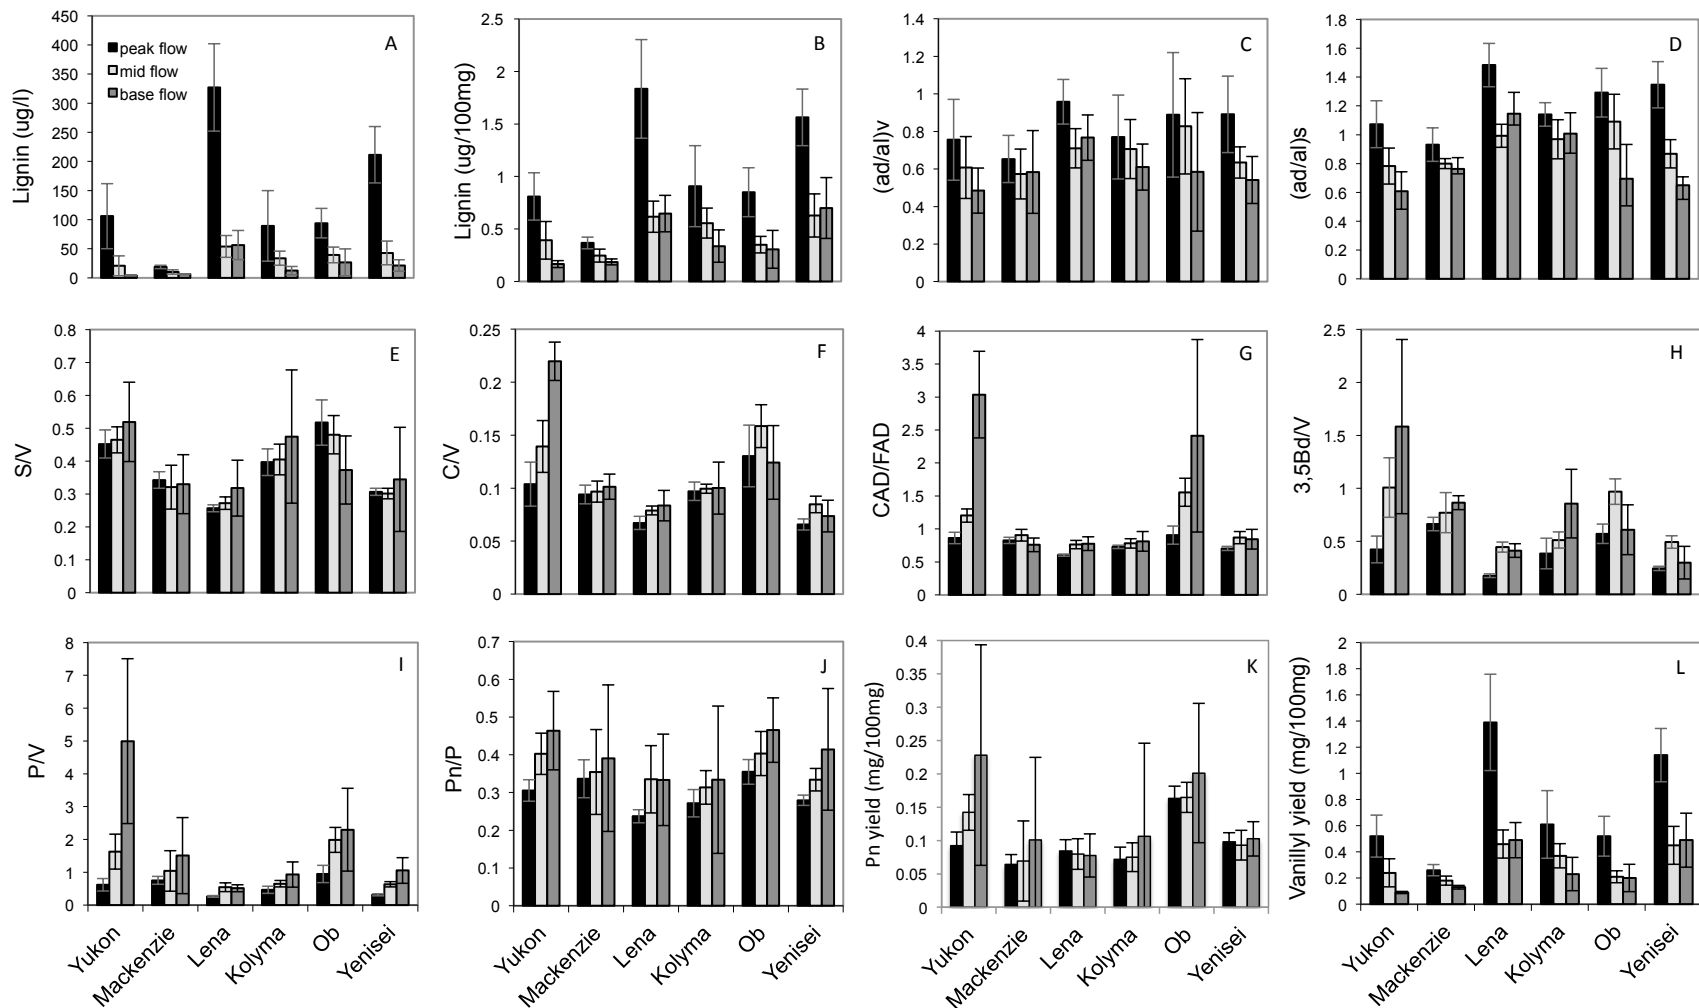 A
Lignin (ug/l)
450
400
350
300
250
200
150
100
50
0
peak flow
mid flow
base flow
B
Lignin (ug/100mg)
2.5
2
1.5
1
0.5
0
C
(ad/al)v
1.4
1.2
1
0.8
0.6
0.4
0.2
0
D
(ad/al)s
1.8
1.6
1.4
1.2
1
0.8
0.6
0.4
0.2
0
E
S/V
0.8
0.7
0.6
0.5
0.4
0.3
0.2
0.1
0
F
C/V
0.25
0.2
0.15
0.1
0.05
0
G
CAD/FAD
4
3.5
3
2.5
2
1.5
1
0.5
0
H
3,5Bd/V
2.5
2
1.5
1
0.5
0
I
P/V
8
7
6
5
4
3
2
1
0
Yukon
Mackenzie
Lena
Kolyma
Ob
Yenisei
J
Pn/P
0.7
0.6
0.5
0.4
0.3
0.2
0.1
0
Yukon
Mackenzie
Lena
Kolyma
Ob
Yenisei
K
Pn yield (mg/100mg)
0.4
0.35
0.3
0.25
0.2
0.15
0.1
0.05
0
Yukon
Mackenzie
Lena
Kolyma
Ob
Yenisei
L
Vanillyl yield (mg/100mg)
2
1.8
1.6
1.4
1.2
1
0.8
0.6
0.4
0.2
0
Yukon
Mackenzie
Lena
Kolyma
Ob
Yenisei